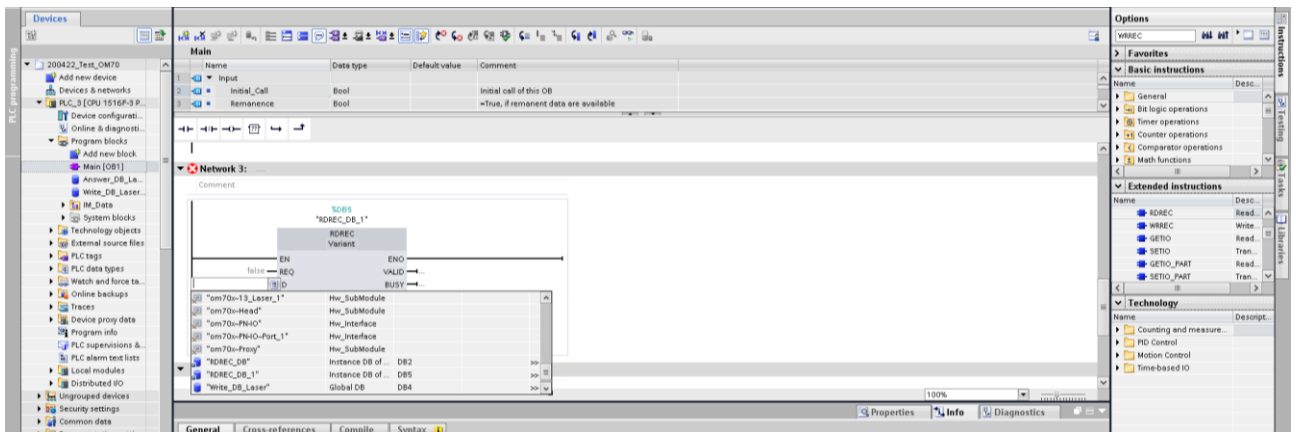 Devices
Options
PLC programming
WRREC
Main
Favorites
Basic instructions
Name
Desc...
General
Bit logic operations
Timer operations
Counter operations
Comparator operations
Math functions
Extended instructions
Name
Desc...
RDREC
Read...
WRREC
Write...
GETIO
Read...
SETIO
Tran...
GETIO_PART
Read...
SETIO_PART
Tran...
Technology
Name
Descript...
Counting and measure...
PID Control
Motion Control
Time-based IO
Instructions
Testing
Tasks
Libraries
200422_Test_OM70
Add new device
Devices & networks
PLC_3 [CPU 1516F-3 P...
Device configurati...
Online & diagnosti...
Program blocks
Add new block
Main [OB1]
Answer_DB_La...
Write_DB_Laser...
IM_Data
System blocks
Technology objects
External source files
PLC tags
PLC data types
Watch and force ta...
Online backups
Traces
Device proxy data
Program info
PLC supervisions &...
PLC alarm text lists
Local modules
Distributed I/O
Ungrouped devices
Security settings
Common data
Name
Data type
Default value
Comment
1
Input
2
Initial_Call
Bool
Initial call of this OB
3
Remanence
Bool
=True, if remanent data are available
Network 3:
Comment
%DB5
"RDREC_DB_1"
RDREC
Variant
EN
ENO
false
REQ
VALID
ID
BUSY
"om70x-13_Laser_1"
Hw_SubModule
"om70x-Head"
Hw_SubModule
"om70x-PN-IO"
Hw_Interface
"om70x-PN-IO-Port_1"
Hw_Interface
"om70x-Proxy"
Hw_SubModule
"RDREC_DB"
Instance DB of ...
DB2
"RDREC_DB_1"
Instance DB of ...
DB5
"Write_DB_Laser"
Global DB
DB4
100%
Properties
Info
Diagnostics
General
Cross-references
Compile
Syntax